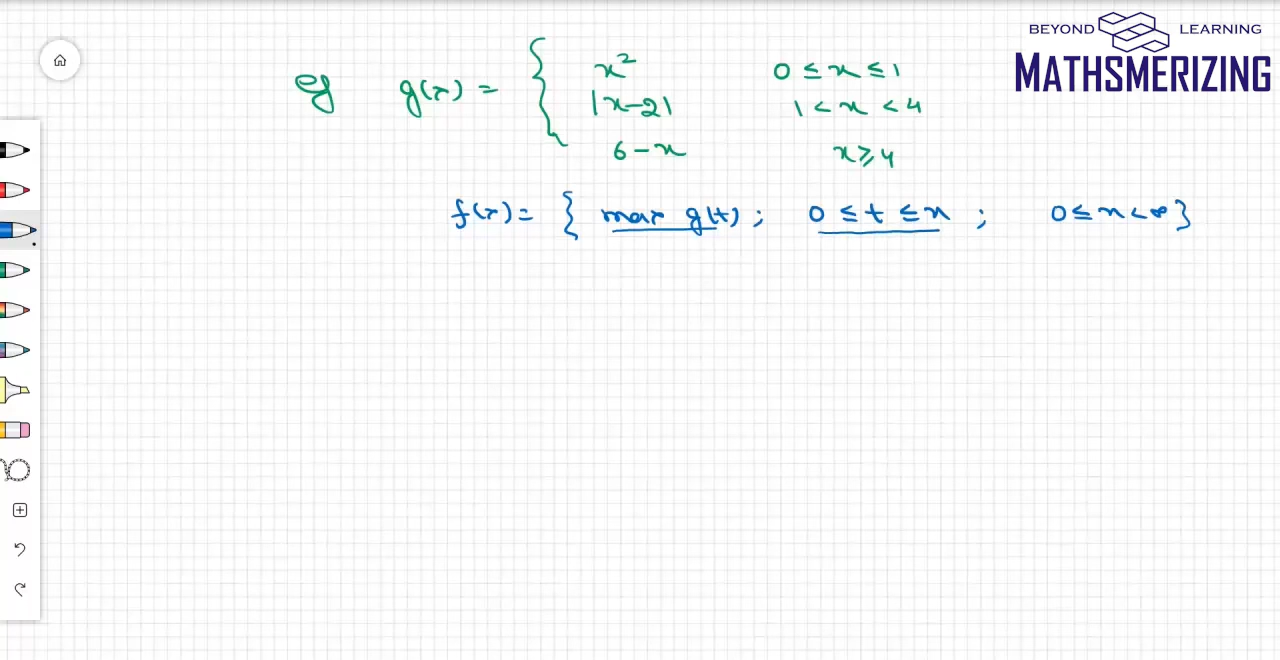 BEYOND LEARNING
MATHSMERIZING
eg g(x) = { x² 0 ≤ x ≤ 1
|x-2| 1 < x < 4
6 - x x ≥ 4
f(x) = { max g(t) ; 0 ≤ t ≤ x ; 0 ≤ x < ∞ }